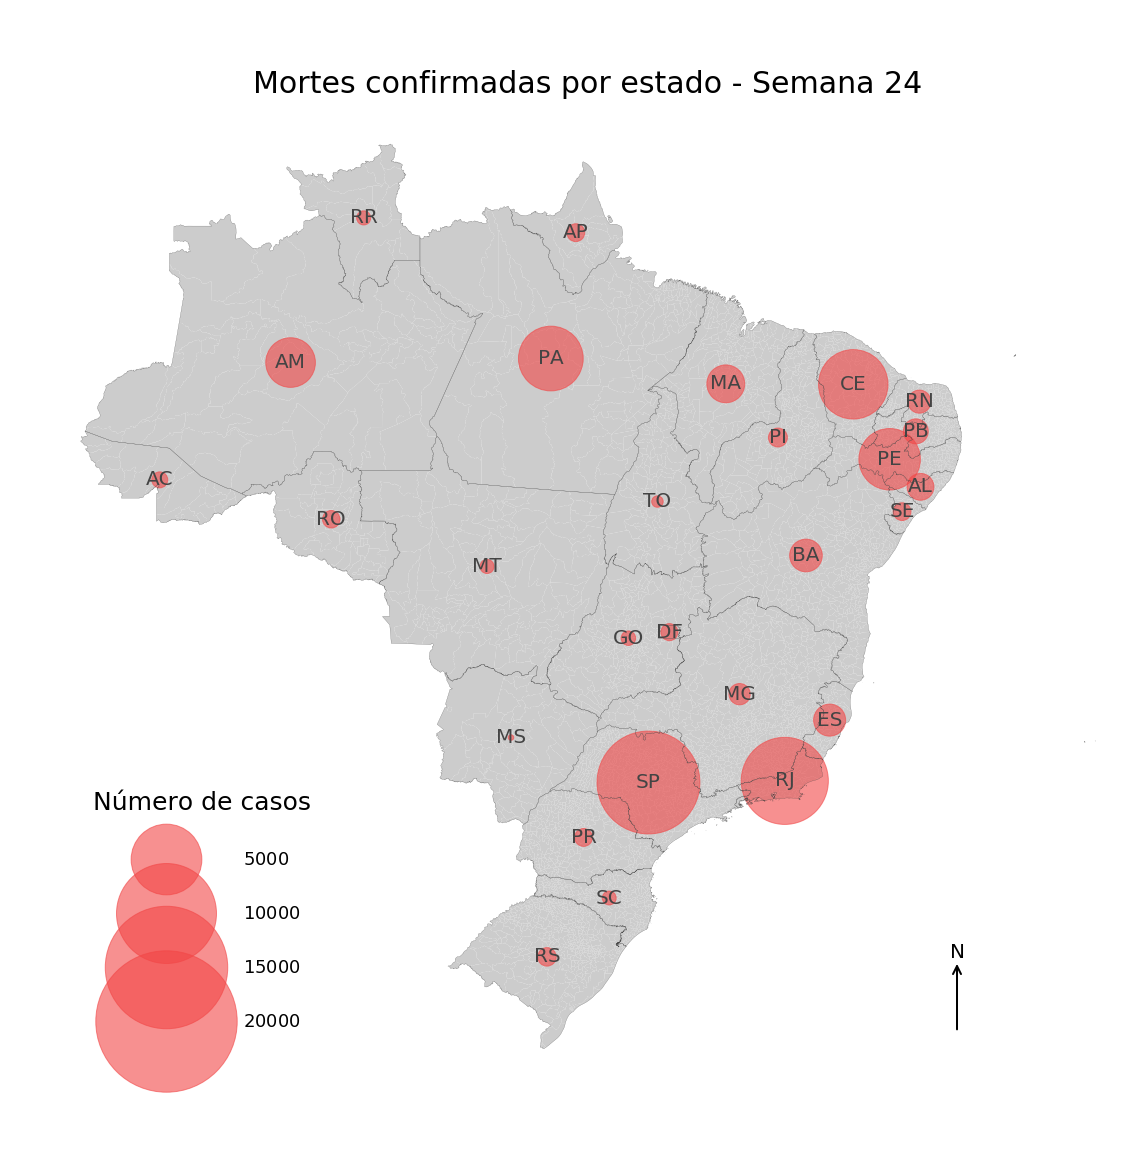 Mortes confirmadas por estado - Semana 24
RR
AP
AM
PA
MA
CE
RN
PI
PB
PE
AC
AL
TO
SE
RO
BA
MT
GO
DF
MG
ES
MS
SP
RJ
Número de casos
PR
5000
SC
10000
RS
N
15000
20000